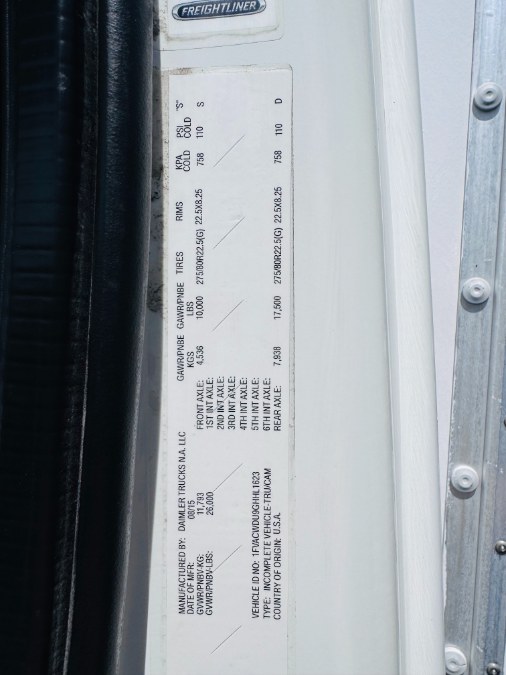 FREIGHTLINER
MANUFACTURED BY: DAIMLER TRUCKS N.A. LLC
DATE OF MFR: 08/15
GVWR/PNBV-KG: 11,793
GVWR/PNBV-LBS: 26,000
VEHICLE ID NO: 1FVACWDU9GHHL1623
TYPE: INCOMPLETE VEHICLE-TRU/CAM
COUNTRY OF ORIGIN: U.S.A.
GAWR/PNBE GAWR/PNBE TIRES RIMS KPA PSI "S"
KGS LBS COLD COLD
FRONT AXLE: 4,536 10,000 275/80R22.5(G) 22.5X8.25 758 110 S
1ST INT AXLE:
2ND INT AXLE:
3RD INT AXLE:
4TH INT AXLE:
5TH INT AXLE:
6TH INT AXLE:
REAR AXLE: 7,938 17,500 275/80R22.5(G) 22.5X8.25 758 110 D